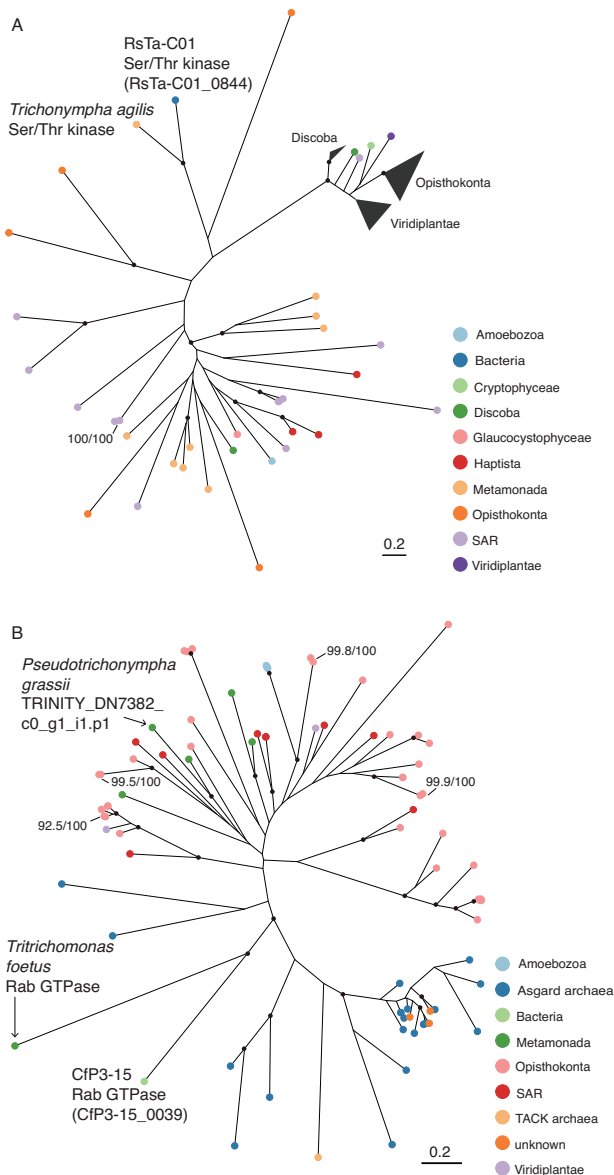 A
RsTa-C01
Ser/Thr kinase
(RsTa-C01_0844)
Trichonympha agilis
Ser/Thr kinase
Discoba
Opisthokonta
Viridiplantae
100/100
Amoebozoa
Bacteria
Cryptophyceae
Discoba
Glaucocystophyceae
Haptista
Metamonada
Opisthokonta
SAR
Viridiplantae
0.2
B
Pseudotrichonympha
grassii
TRINITY_DN7382_
c0_g1_i1.p1
99.8/100
99.5/100
99.9/100
92.5/100
Tritrichomonas
foetus
Rab GTPase
CfP3-15
Rab GTPase
(CfP3-15_0039)
Amoebozoa
Asgard archaea
Bacteria
Metamonada
Opisthokonta
SAR
TACK archaea
unknown
Viridiplantae
0.2